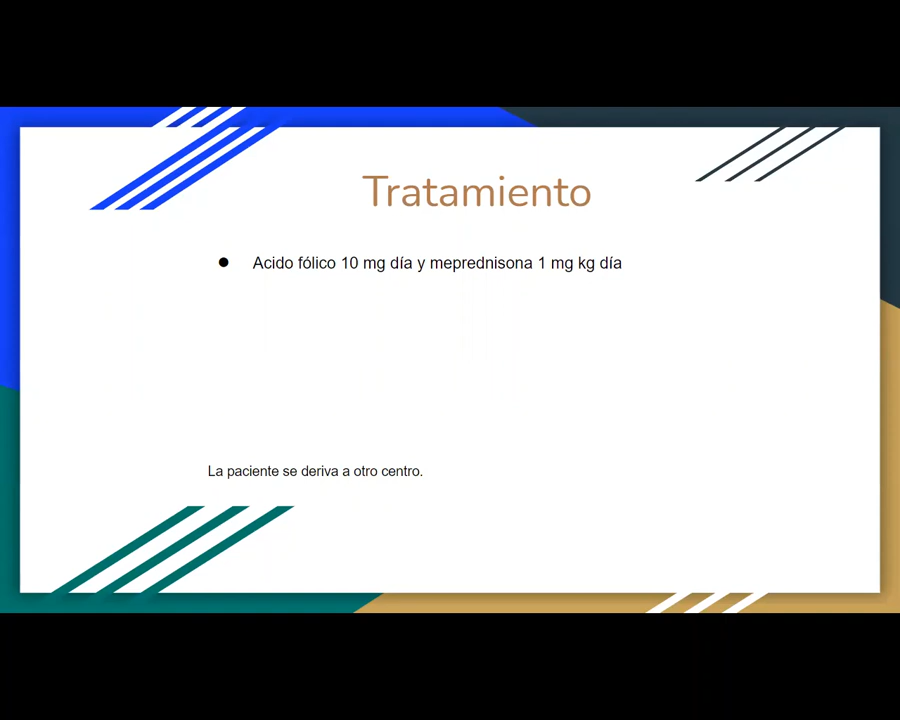 Tratamiento
● Acido fólico 10 mg día y meprednisona 1 mg kg día
La paciente se deriva a otro centro.